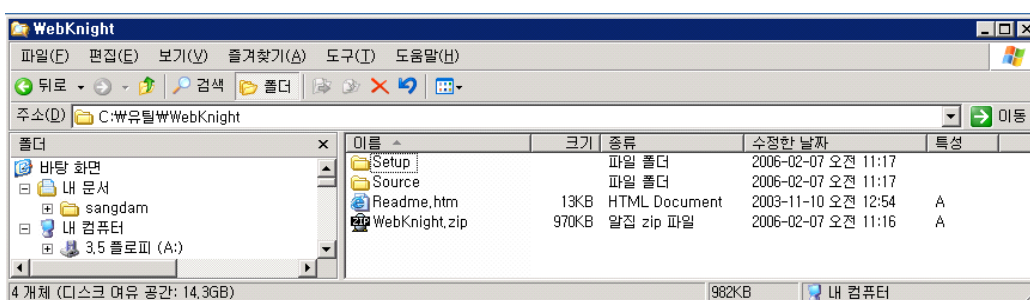 WebKnight
파일(F) 편집(E) 보기(V) 즐겨찾기(A) 도구(T) 도움말(H)
뒤로 검색 폴더
주소(D) C:₩유틸₩WebKnight 이동
폴더
바탕 화면
내 문서
sangdam
내 컴퓨터
3,5 플로피 (A:)
이름 크기 종류 수정한 날짜 특성
Setup 파일 폴더 2006-02-07 오전 11:17
Source 파일 폴더 2006-02-07 오전 11:17
Readme,htm 13KB HTML Document 2003-11-10 오전 12:54 A
WebKnight,zip 970KB 알집 zip 파일 2006-02-07 오전 11:16 A
4 개체 (디스크 여유 공간: 14,3GB) 982KB 내 컴퓨터